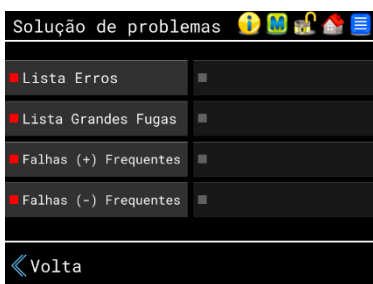 Solução de problemas
Lista Erros
Lista Grandes Fugas
Falhas (+) Frequentes
Falhas (-) Frequentes
Volta